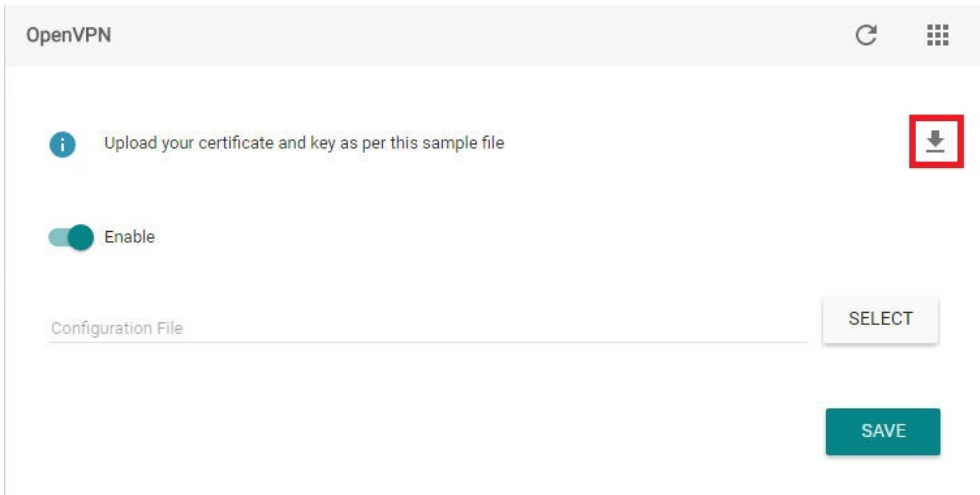 OpenVPN
Upload your certificate and key as per this sample file
Enable
Configuration File
SELECT
SAVE